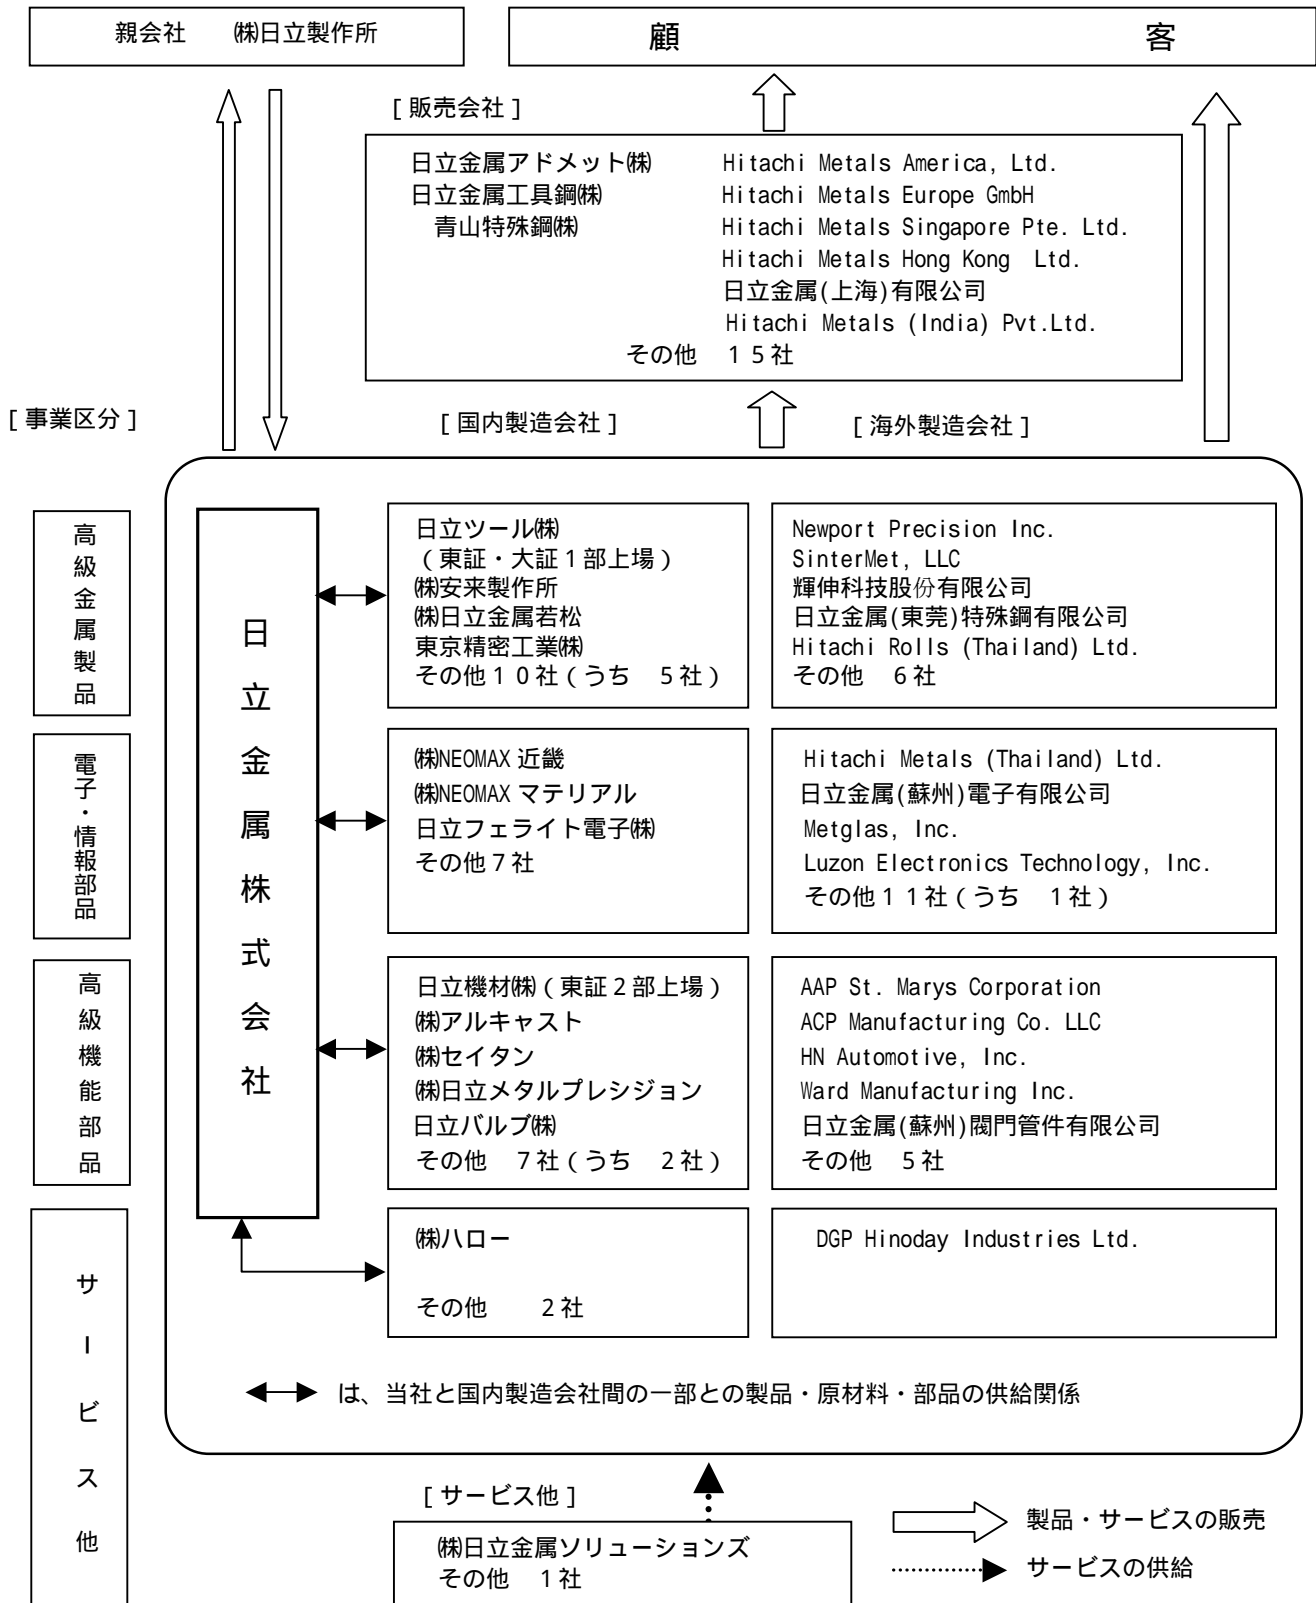 親会社　㈱日立製作所
顧　客
[ 販売会社 ]
日立金属アドメット㈱
日立金属工具鋼㈱
青山特殊鋼㈱
Hitachi Metals America, Ltd.
Hitachi Metals Europe GmbH
Hitachi Metals Singapore Pte. Ltd.
Hitachi Metals Hong Kong Ltd.
日立金属(上海)有限公司
Hitachi Metals (India) Pvt.Ltd.
その他　１５社
[ 事業区分 ]
[ 国内製造会社 ]
[ 海外製造会社 ]
日立金属株式会社
高級金属製品
日立ツール㈱
（東証・大証１部上場）
㈱安来製作所
㈱日立金属若松
東京精密工業㈱
その他１０社（うち　５社）
Newport Precision Inc.
SinterMet, LLC
輝伸科技股份有限公司
日立金属(東莞)特殊鋼有限公司
Hitachi Rolls (Thailand) Ltd.
その他　６社
電子・情報部品
㈱NEOMAX 近畿
㈱NEOMAX マテリアル
日立フェライト電子㈱
その他７社
Hitachi Metals (Thailand) Ltd.
日立金属(蘇州)電子有限公司
Metglas, Inc.
Luzon Electronics Technology, Inc.
その他１１社（うち　１社）
高級機能部品
日立機材㈱（東証２部上場）
㈱アルキャスト
㈱セイタン
㈱日立メタルプレシジョン
日立バルブ㈱
その他　７社（うち　２社）
AAP St. Marys Corporation
ACP Manufacturing Co. LLC
HN Automotive, Inc.
Ward Manufacturing Inc.
日立金属(蘇州)閥門管件有限公司
その他　５社
サービス他
㈱ハロー
その他　２社
DGP Hinoday Industries Ltd.
は、当社と国内製造会社間の一部との製品・原材料・部品の供給関係
[ サービス他 ]
㈱日立金属ソリューションズ
その他　１社
製品・サービスの販売
サービスの供給